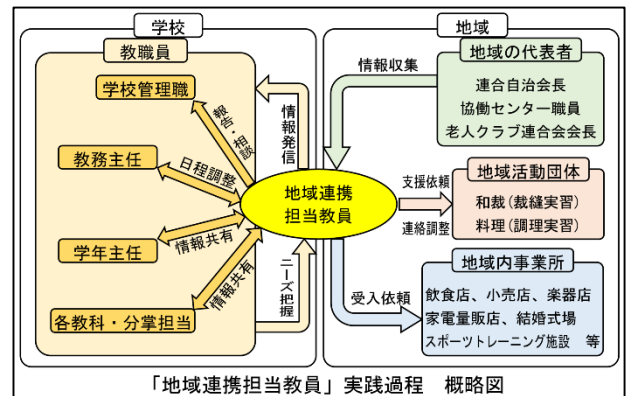 学校
教職員
学校管理職
教務主任
学年主任
各教科・分掌担当
報告・相談
日程調整
情報共有
情報共有
情報発信
ニーズ把握
地域連携
担当教員
地域
情報収集
地域の代表者
連合自治会長
協働センター職員
老人クラブ連合会会長
支援依頼
連絡調整
地域活動団体
和裁(裁縫実習)
料理(調理実習)
受入依頼
地域内事業所
飲食店、小売店、楽器店
家電量販店、結婚式場
スポーツトレーニング施設 等
「地域連携担当教員」実践過程 概略図